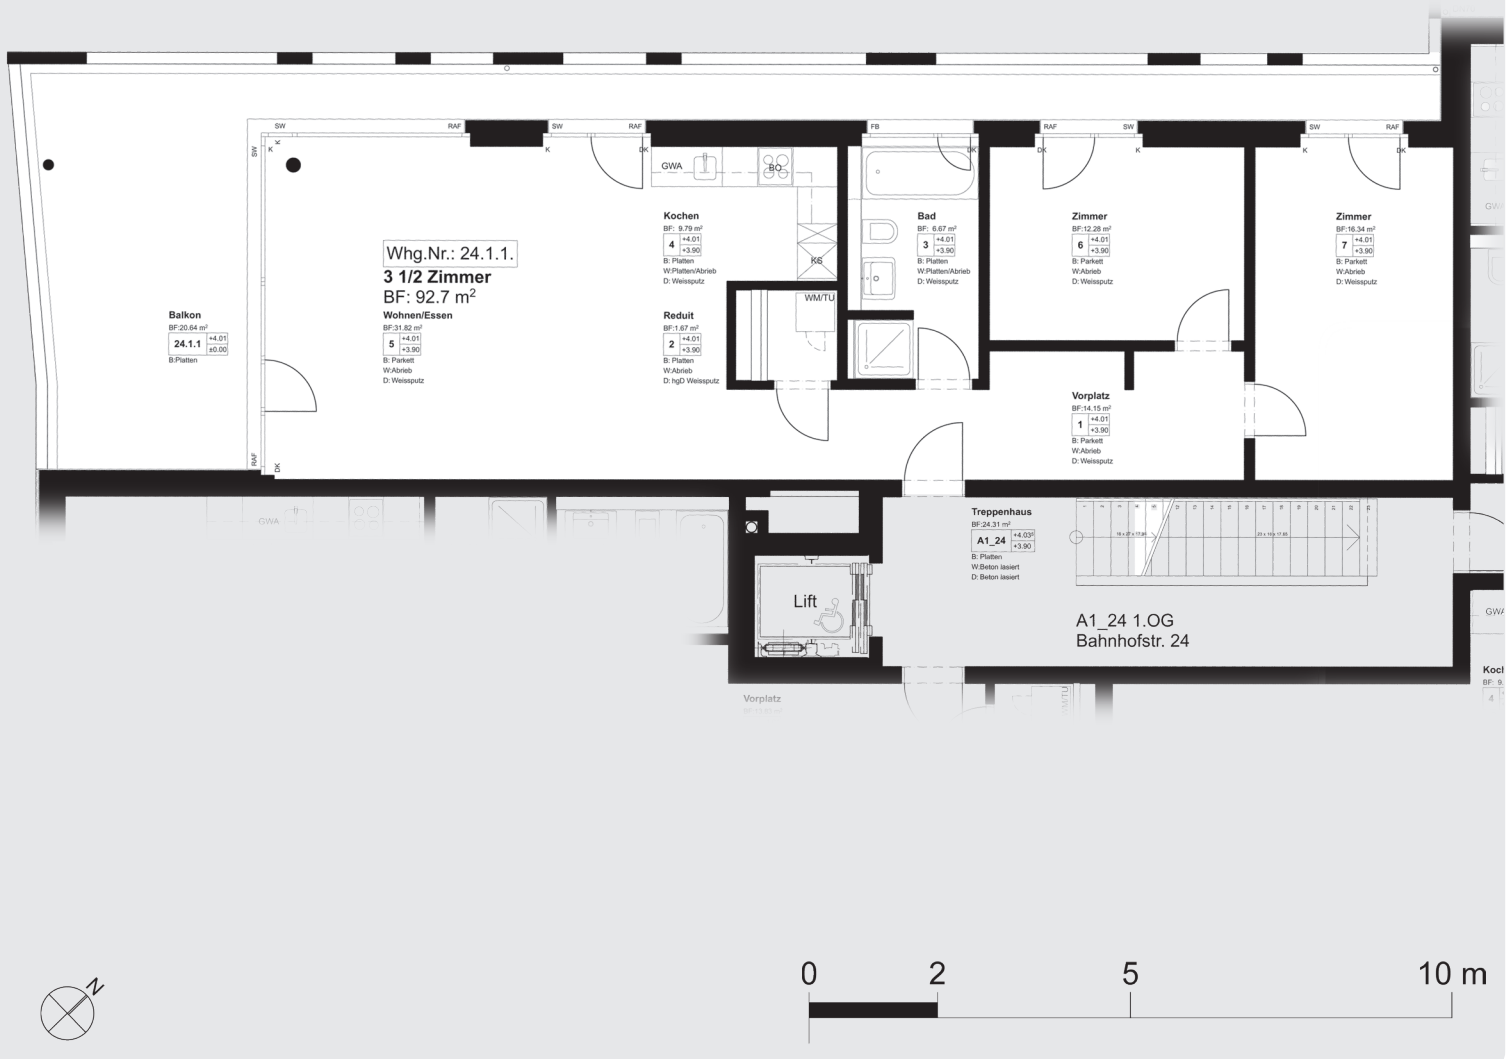 SW
RAF
SW
RAF
FB
RAF
SW
SW
RAF
SW
K
K
K
DK
DK
DK
K
K
DK
GWA
BO
KS
Whg.Nr.: 24.1.1.
3 1/2 Zimmer
BF: 92.7 m²
Wohnen/Essen
BF:31.82 m²
5
+4.01
+3.90
B: Parkett
W:Abrieb
D: Weissputz
Kochen
BF: 9.79 m²
4
+4.01
+3.90
B: Platten
W:Platten/Abrieb
D: Weissputz
Bad
BF: 6.67 m²
3
+4.01
+3.90
B: Platten
W:Platten/Abrieb
D: Weissputz
Zimmer
BF:12.28 m²
6
+4.01
+3.90
B: Parkett
W:Abrieb
D: Weissputz
Zimmer
BF:16.34 m²
7
+4.01
+3.90
B: Parkett
W:Abrieb
D: Weissputz
Balkon
BF:20.64 m²
24.1.1
+4.01
±0.00
B:Platten
Reduit
BF:1.67 m²
2
+4.01
+3.90
B: Platten
W:Abrieb
D: hgD Weissputz
WM/TU
Vorplatz
BF:14.15 m²
1
+4.01
+3.90
B: Parkett
W:Abrieb
D: Weissputz
RAF
DK
GWA
Treppenhaus
BF:24.31 m²
A1_24
+4.03⁵
+3.90
B: Platten
W:Beton lasiert
D: Beton lasiert
Lift
A1_24 1.OG
Bahnhofstr. 24
GWA
Koch
BF: 9.
4
Vorplatz
WM/TU
N
0 2 5 10 m